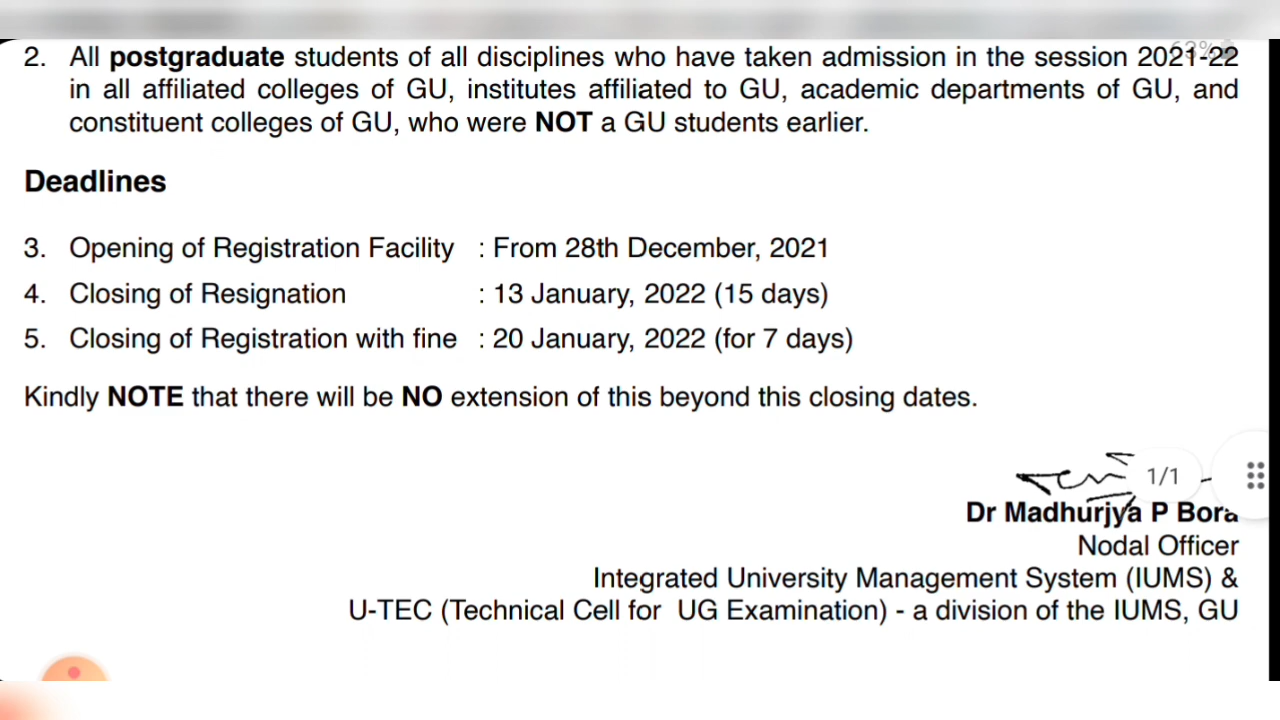 2. All postgraduate students of all disciplines who have taken admission in the session 2021-22
in all affiliated colleges of GU, institutes affiliated to GU, academic departments of GU, and
constituent colleges of GU, who were NOT a GU students earlier.
Deadlines
3. Opening of Registration Facility : From 28th December, 2021
4. Closing of Resignation : 13 January, 2022 (15 days)
5. Closing of Registration with fine : 20 January, 2022 (for 7 days)
Kindly NOTE that there will be NO extension of this beyond this closing dates.
1/1
Dr Madhurjya P Bora
Nodal Officer
Integrated University Management System (IUMS) &
U-TEC (Technical Cell for UG Examination) - a division of the IUMS, GU